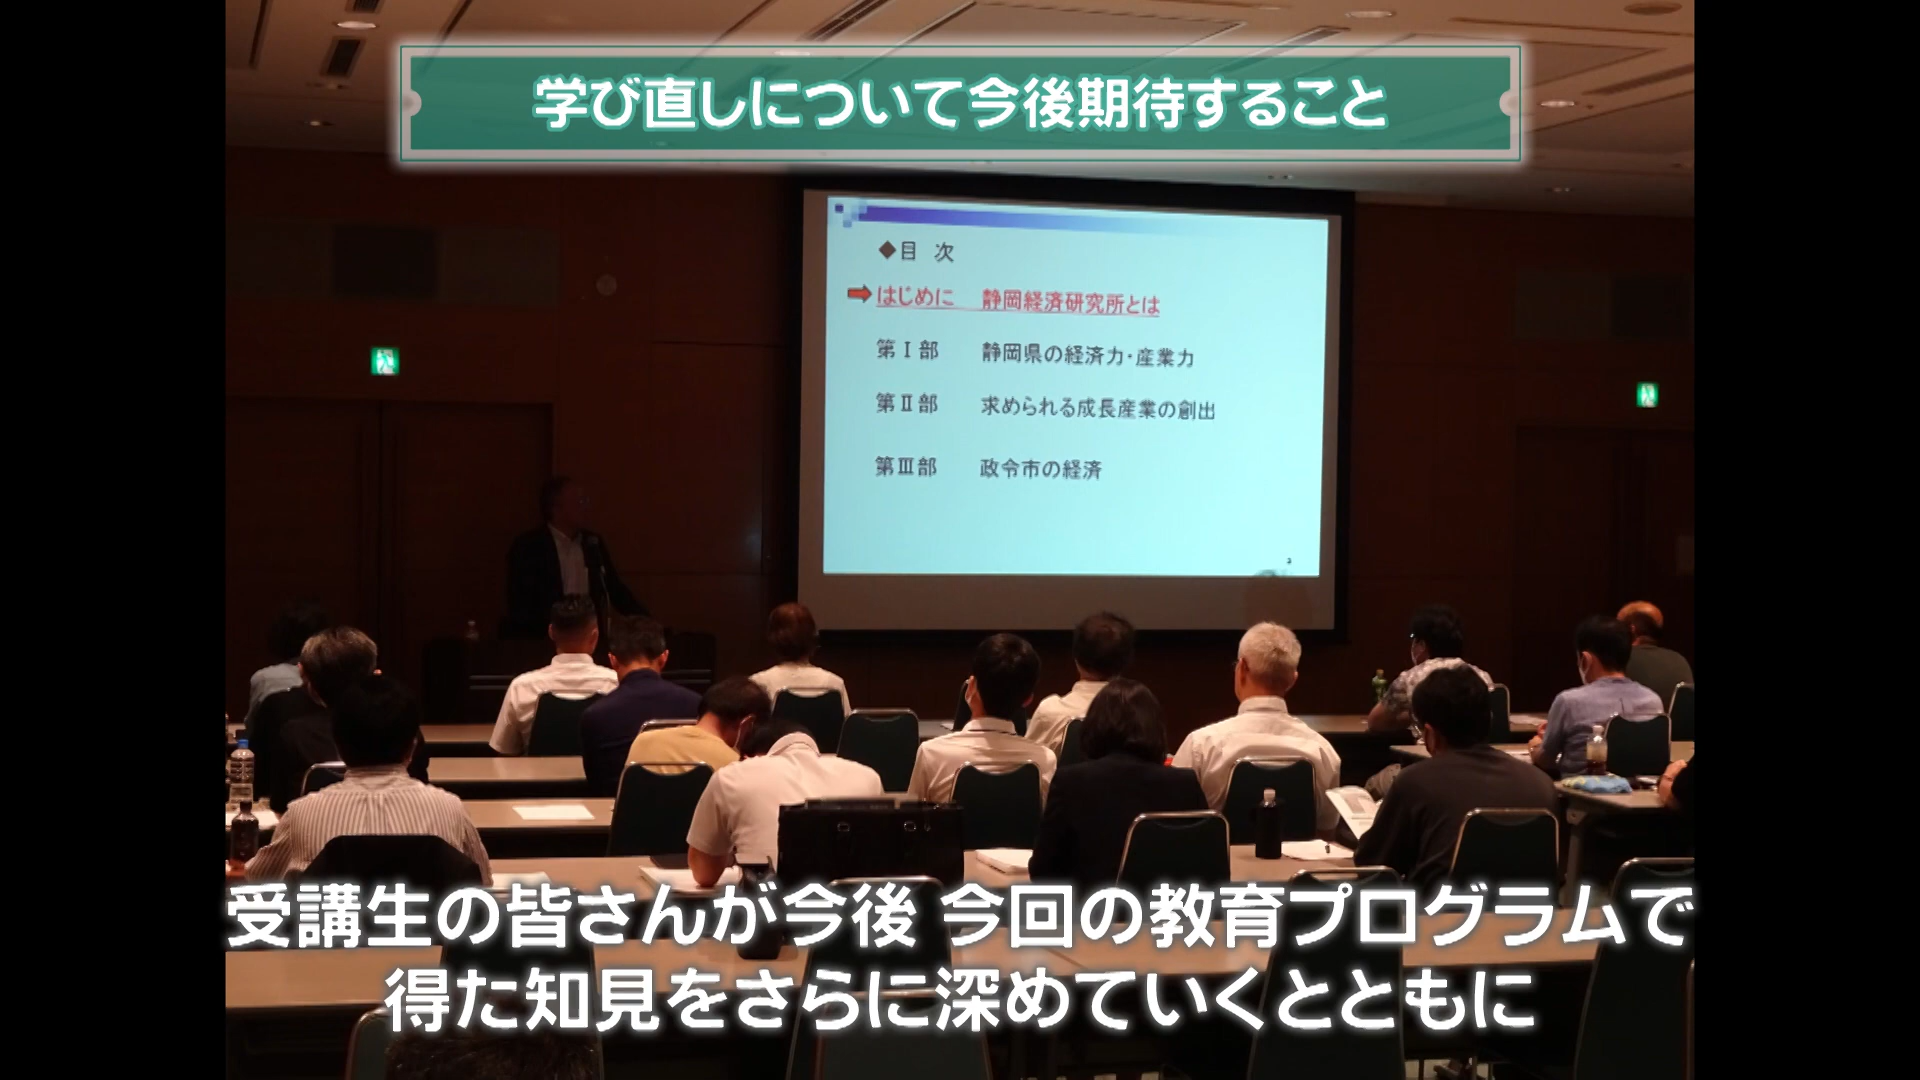 学び直しについて今後期待すること
◆目 次
はじめに 静岡経済研究所とは
第Ⅰ部 静岡県の経済力・産業力
第Ⅱ部 求められる成長産業の創出
第Ⅲ部 政令市の経済
受講生の皆さんが今後 今回の教育プログラムで
得た知見をさらに深めていくとともに